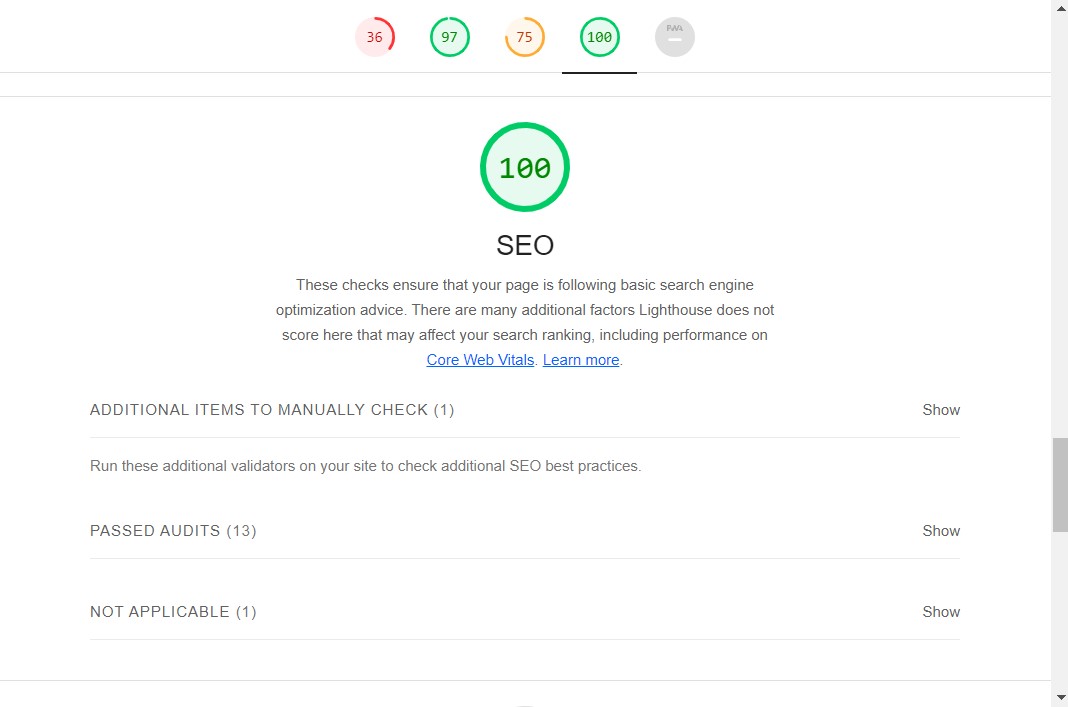 36 97 75 100 PWA
100
SEO
These checks ensure that your page is following basic search engine
optimization advice. There are many additional factors Lighthouse does not
score here that may affect your search ranking, including performance on
Core Web Vitals. Learn more.
ADDITIONAL ITEMS TO MANUALLY CHECK (1) Show
Run these additional validators on your site to check additional SEO best practices.
PASSED AUDITS (13) Show
NOT APPLICABLE (1) Show